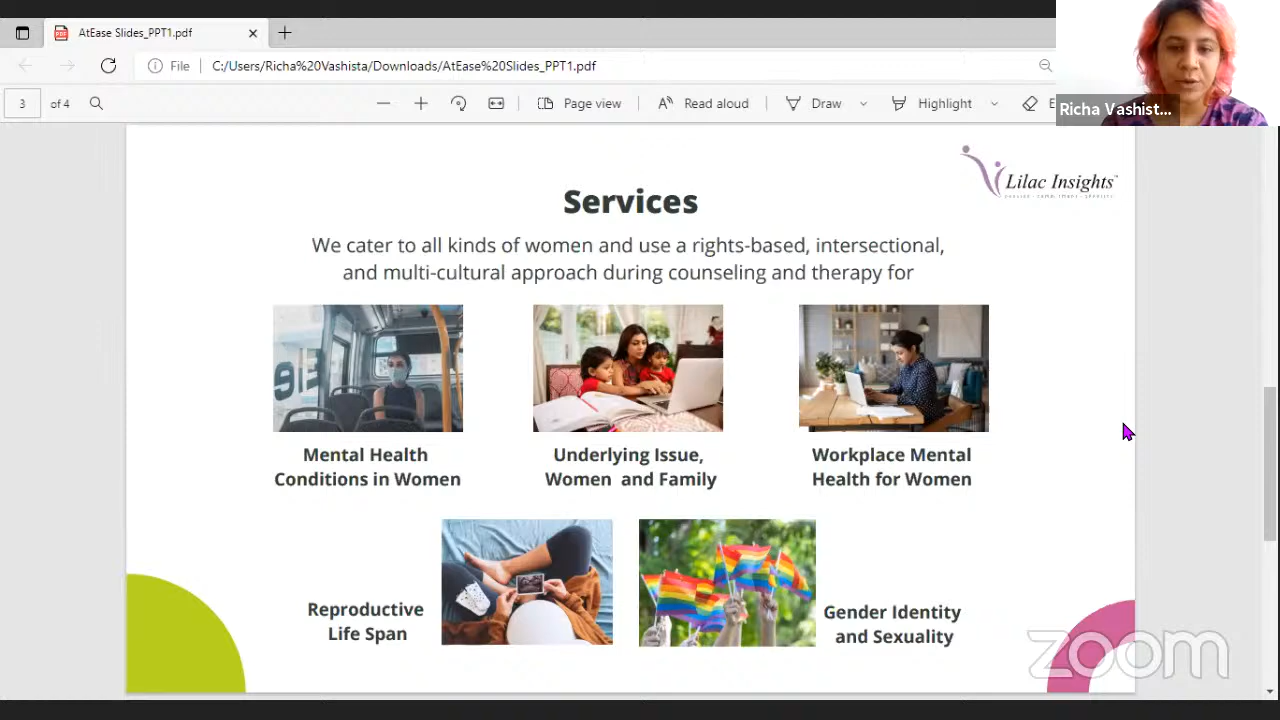 AtEase Slides_PPT1.pdf
File
C:/Users/Richa%20Vashista/Downloads/AtEase%20Slides_PPT1.pdf
3 of 4
Page view
Read aloud
Draw
Highlight
Richa Vashist...
Lilac Insights™
Services
We cater to all kinds of women and use a rights-based, intersectional,
and multi-cultural approach during counseling and therapy for
Mental Health
Conditions in Women
Underlying Issue,
Women and Family
Workplace Mental
Health for Women
Reproductive
Life Span
Gender Identity
and Sexuality
zoom